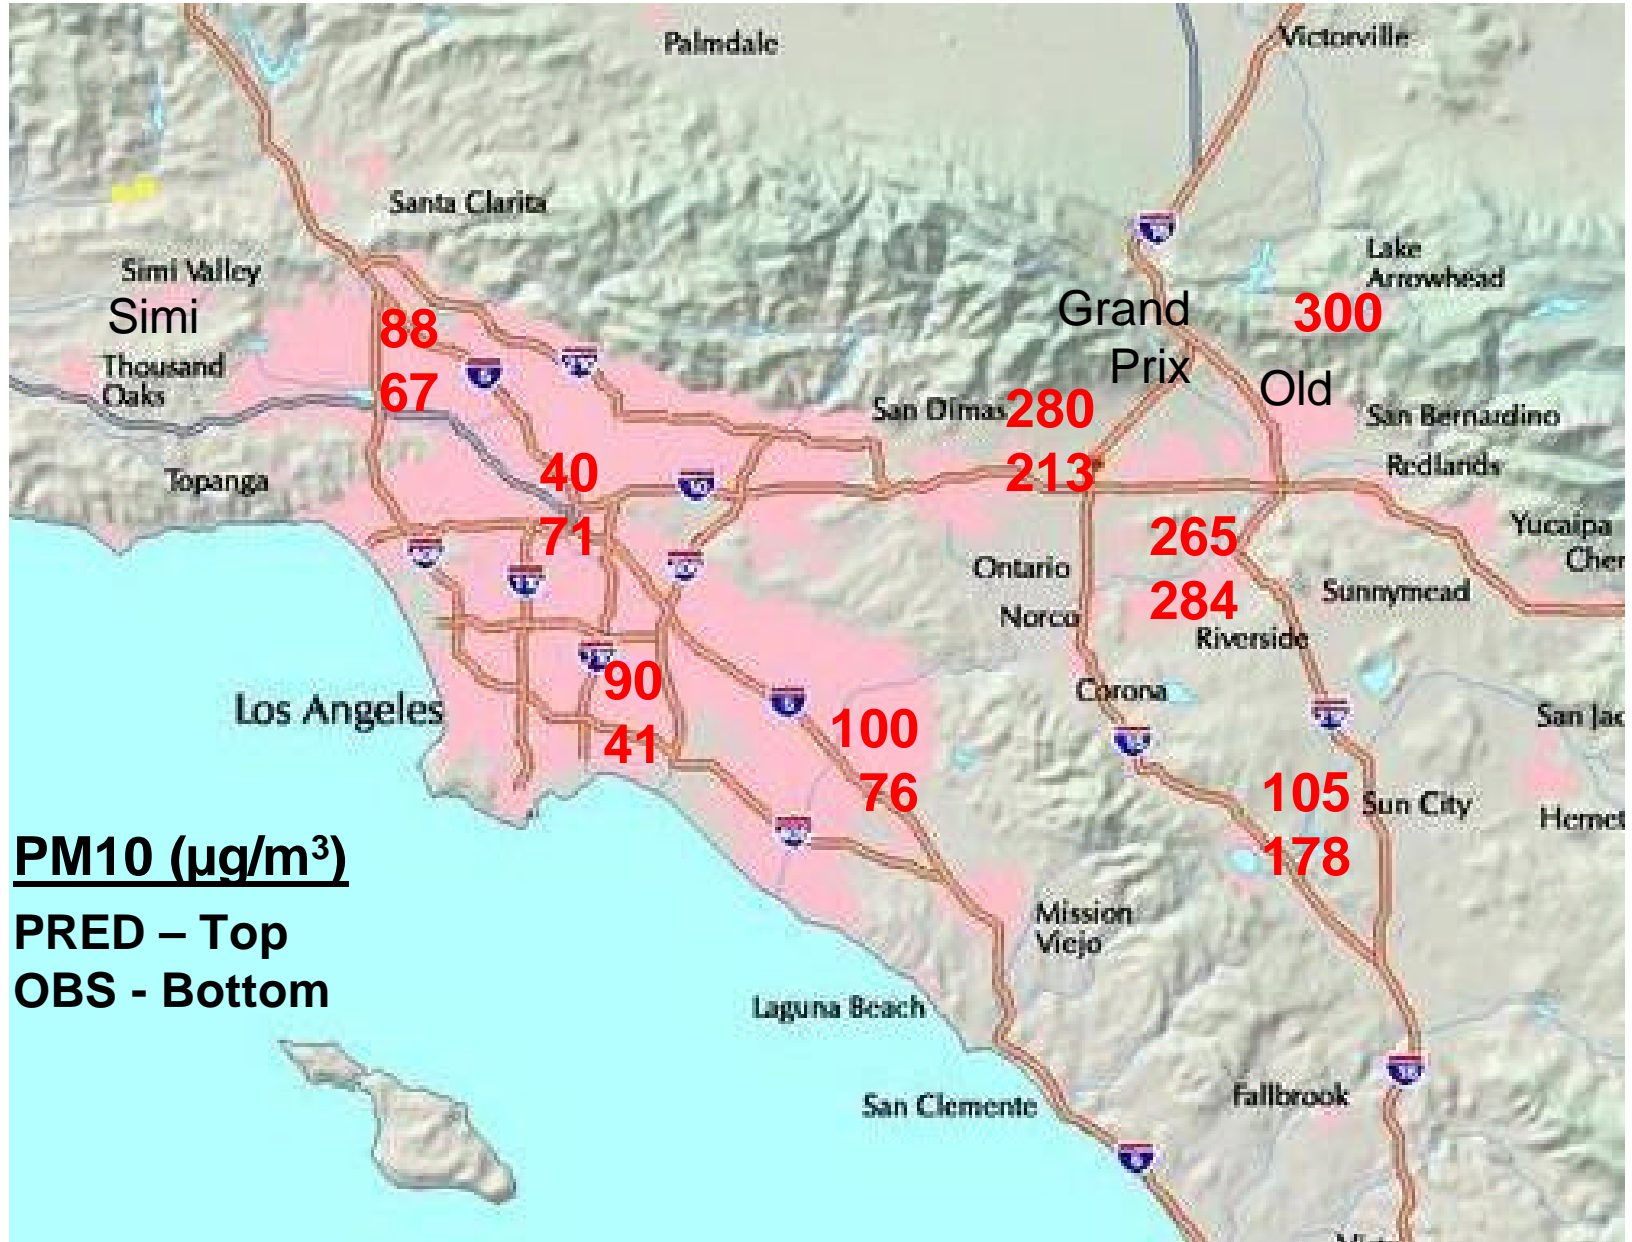 Palmdale
Victorville
Santa Clarita
Simi Valley
Simi
Lake
Arrowhead
Grand
Prix
300
88
67
Thousand
Oaks
San Dimas
280
213
Old
San Bernardino
Redlands
Topanga
40
71
265
284
Yucaipa
Cher
Ontario
Norco
Sunnymead
Riverside
Los Angeles
90
41
100
76
Corona
San Jac
105
178
Sun City
Hemet
PM10 (µg/m³)
PRED – Top
OBS - Bottom
Mission
Viejo
Laguna Beach
San Clemente
Fallbrook